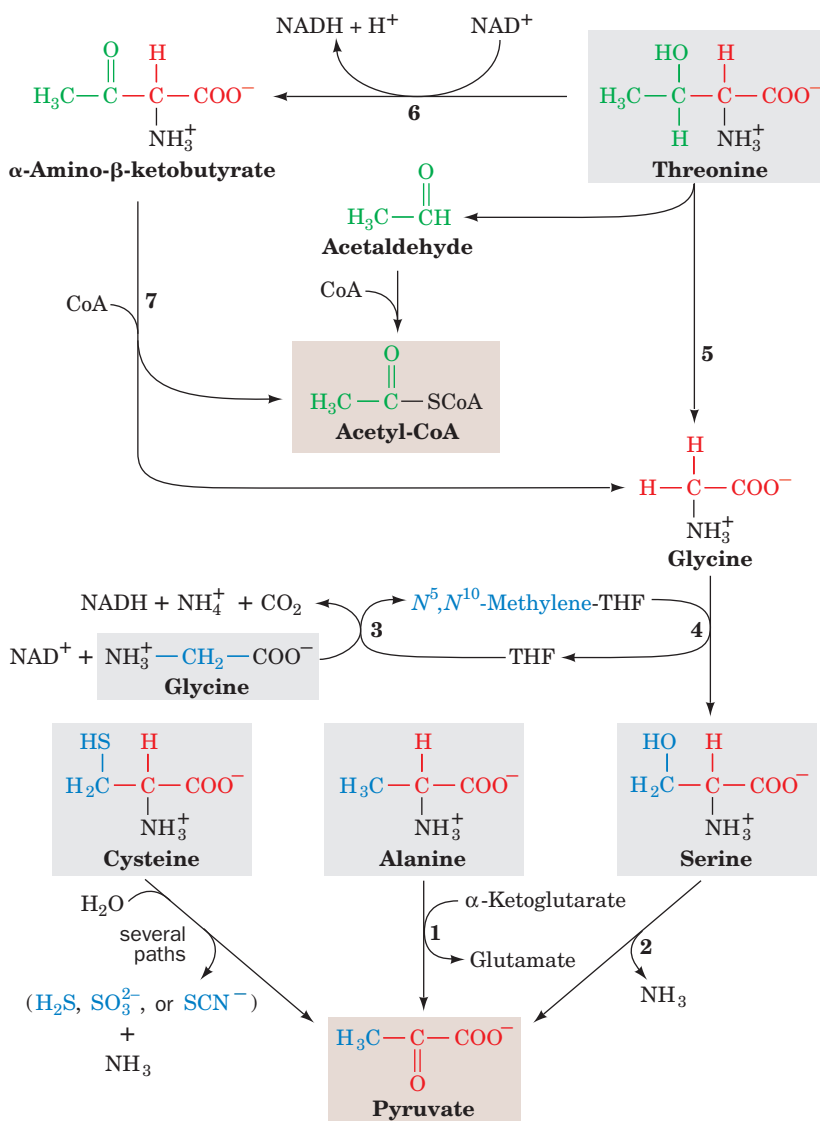 NADH + H⁺ NAD⁺
O H HO H
H₃C — C — C — COO⁻ H₃C — C — C — COO⁻
6
NH₃⁺ H NH₃⁺
α-Amino-β-ketobutyrate Threonine
O
H₃C — CH
Acetaldehyde
CoA 7 CoA
5
O
H₃C — C — SCoA
Acetyl-CoA
H
H — C — COO⁻
NH₃⁺
Glycine
NADH + NH₄⁺ + CO₂ N⁵,N¹⁰-Methylene-THF
3 4
NAD⁺ + NH₃⁺ — CH₂ — COO⁻ THF
Glycine
HS H H HO H
H₂C — C — COO⁻ H₃C — C — COO⁻ H₂C — C — COO⁻
NH₃⁺ NH₃⁺ NH₃⁺
Cysteine Alanine Serine
H₂O α-Ketoglutarate
several 1 2
paths Glutamate
NH₃
(H₂S, SO₃²⁻, or SCN⁻)
+
NH₃
H₃C — C — COO⁻
O
Pyruvate